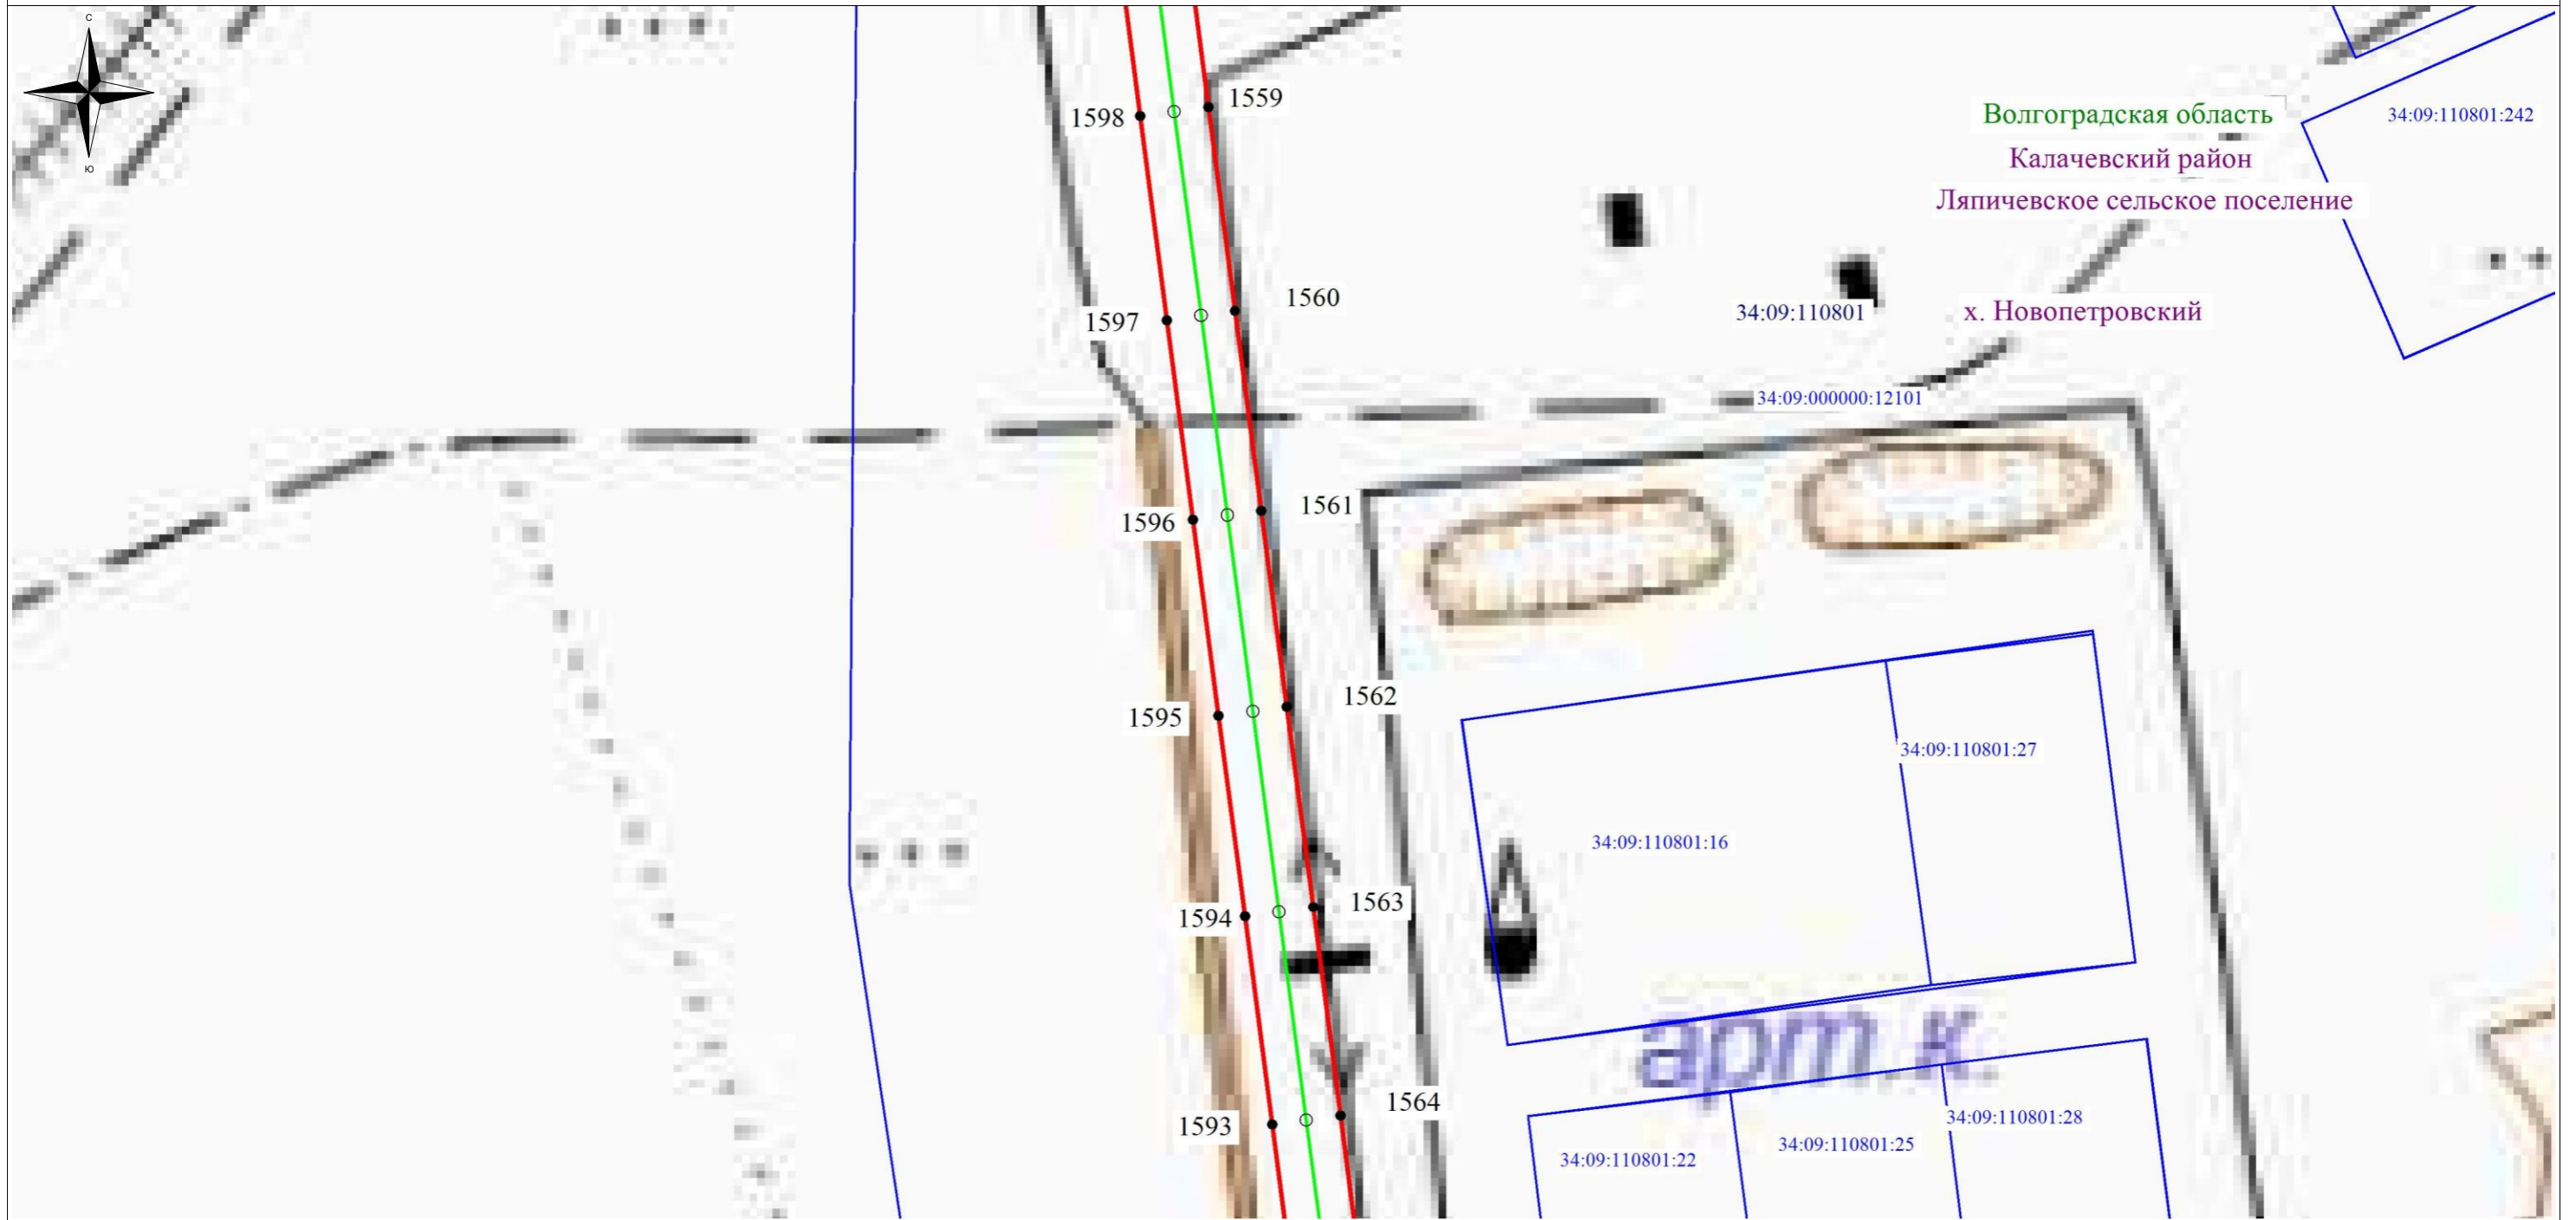 С
Ю
1559
1598
Волгоградская область
34:09:110801:242
Калачевский район
Ляпичевское сельское поселение
1560
1597
34:09:110801
х. Новопетровский
34:09:000000:12101
1561
1596
1562
1595
34:09:110801:27
34:09:110801:16
1563
1594
арт.к.
1564
1593
34:09:110801:28
34:09:110801:25
34:09:110801:22